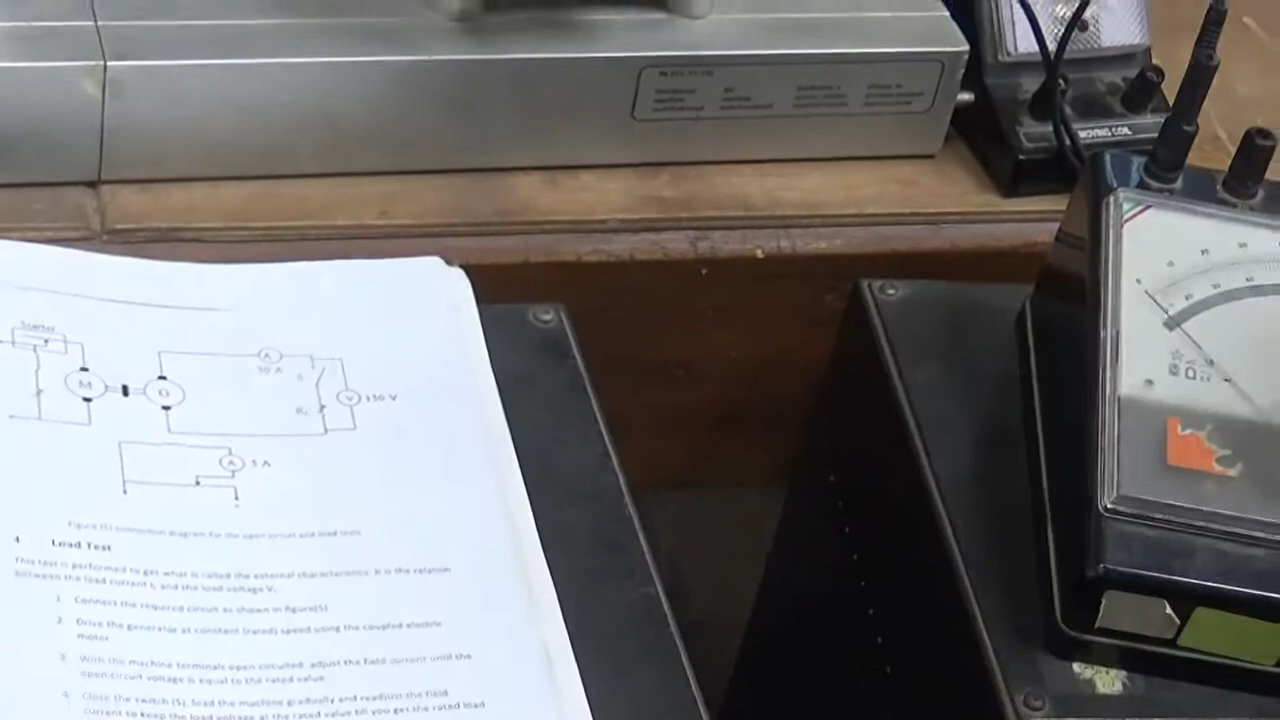 MOVING COIL
Starter
M
G
A
10 A
S
V
150 V
A
5 A
Figure (5) connection diagram for the open circuit and load tests
4 Load Test
This test is performed to get what is called the external characteristics. It is the relation
between the load current I, and the load voltage V.
1. Connect the required circuit as shown in figure(5)
2. Drive the generator at constant (rated) speed using the coupled electric
motor
3. With the machine terminals open circuited, adjust the field current until the
open circuit voltage is equal to the rated value
4. Close the switch (S), load the machine gradually and readjust the field
current to keep the load voltage at the rated value till you get the rated load